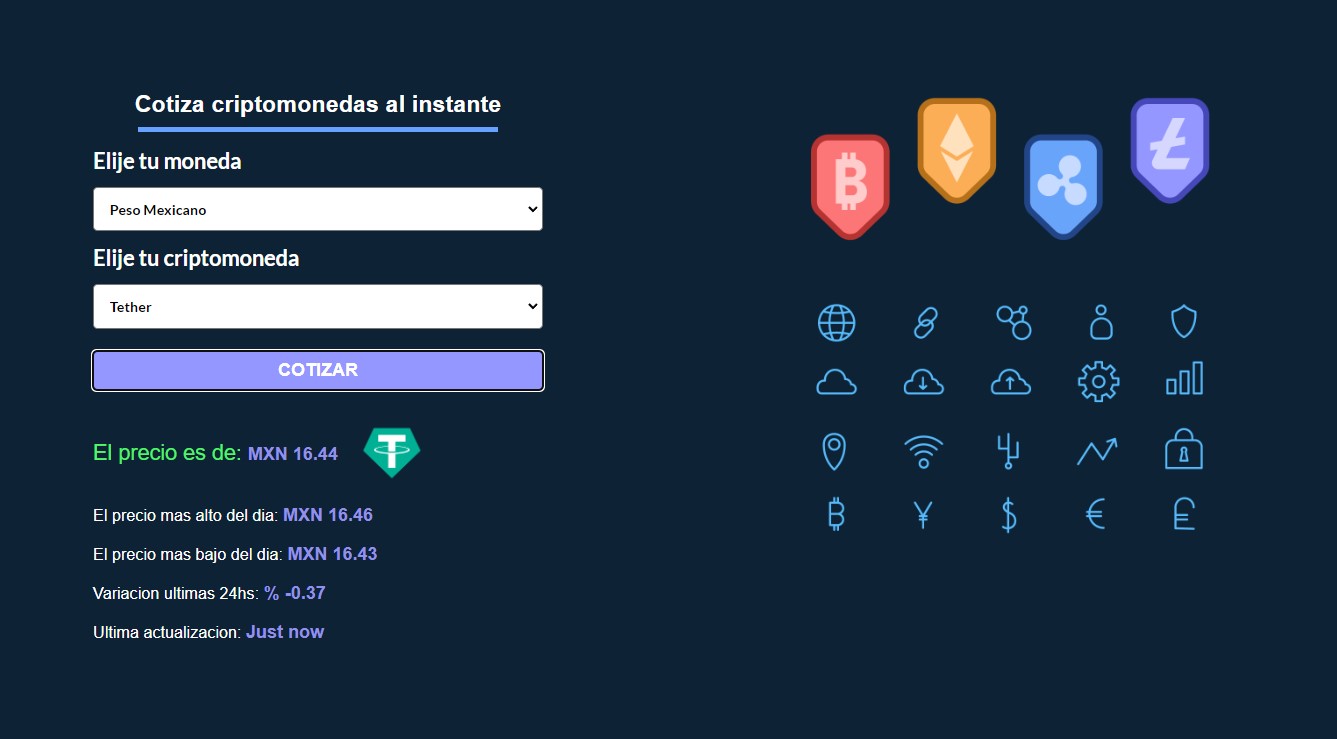 Cotiza criptomonedas al instante
Elije tu moneda
Peso Mexicano
Elije tu criptomoneda
Tether
COTIZAR
El precio es de: MXN 16.44
El precio mas alto del dia: MXN 16.46
El precio mas bajo del dia: MXN 16.43
Variacion ultimas 24hs: % -0.37
Ultima actualizacion: Just now